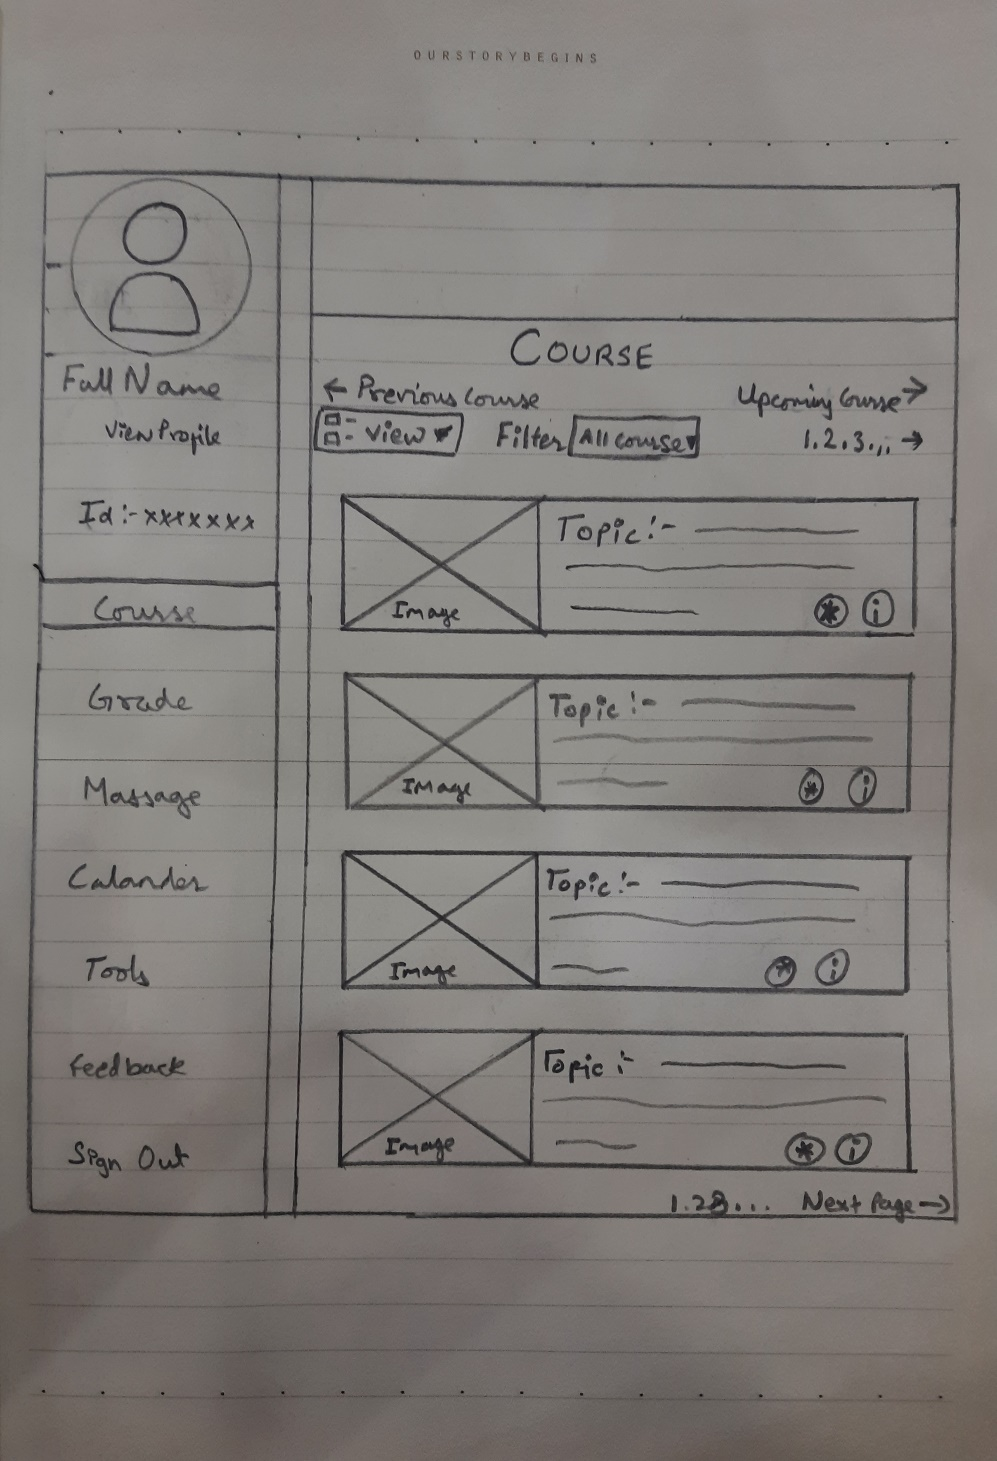 OURSTORYBEGINS
Full Name
View Profile
Id :- xxxxxxx
Course
Grade
Massage
Calander
Tools
Feedback
Sign Out
COURSE
← Previous Course
Upcoming Course →
View ▼ Filter All course ▼
1.2.3.,, →
Topic :-
Image
* i
Topic :-
Image
* i
Topic :-
Image
* i
Topic :-
Image
* i
1.23... Next Page →